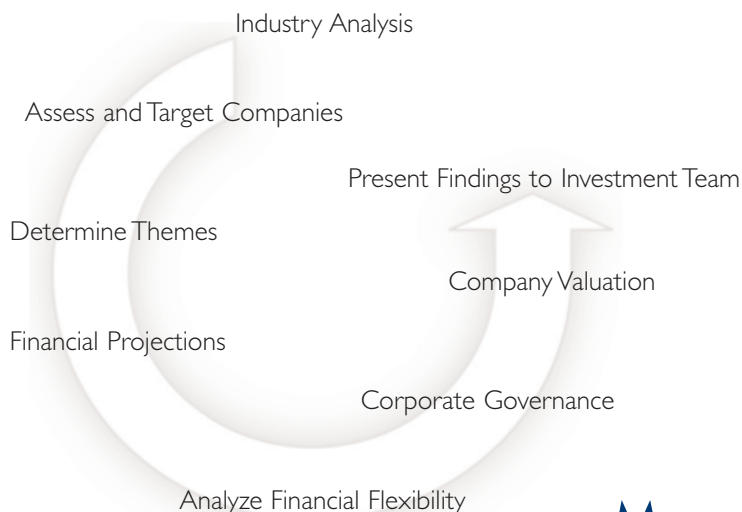 Industry Analysis
Assess and Target Companies
Determine Themes
Financial Projections
Analyze Financial Flexibility
Corporate Governance
Company Valuation
Present Findings to Investment Team